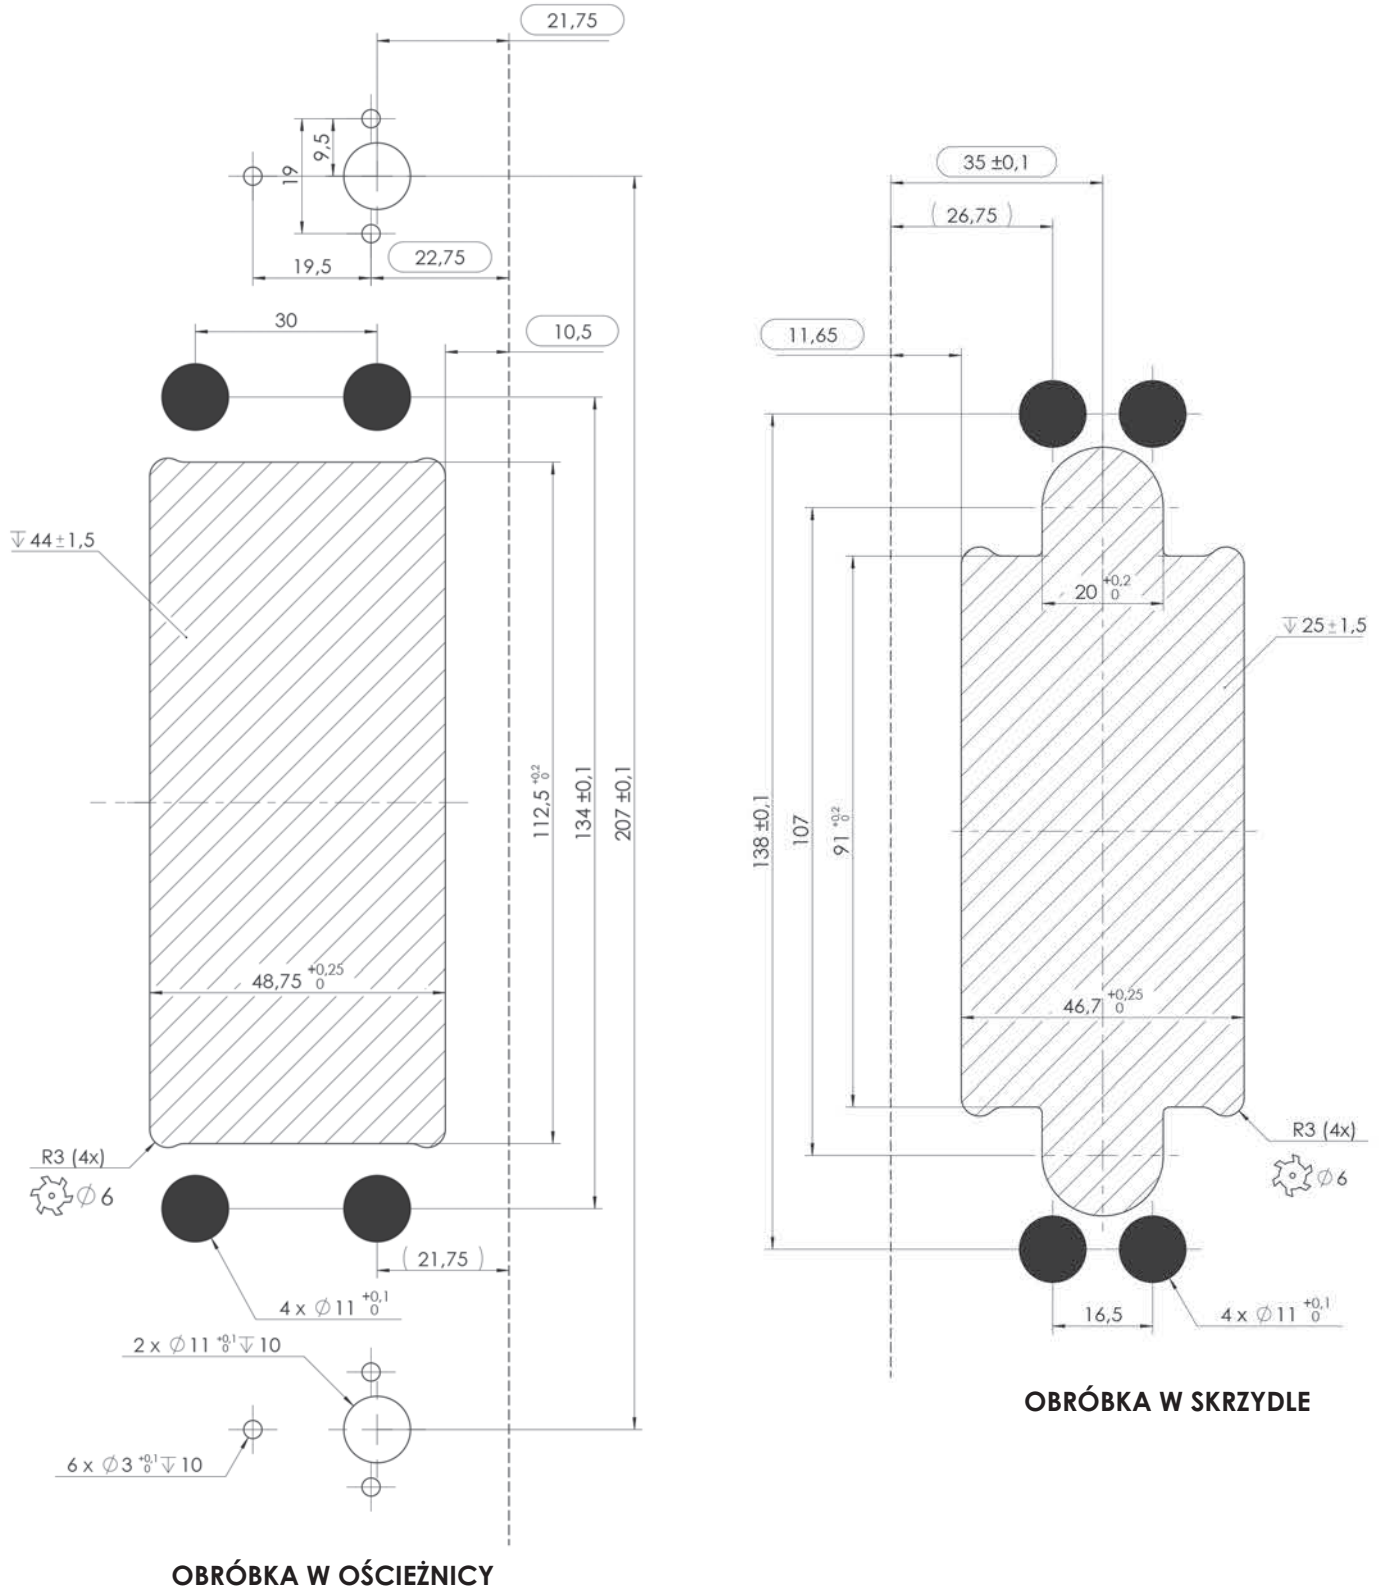 21,75
9,5
19
19,5
22,75
30
10,5
↧ 44±1,5
112,5 +0,2 0
134 ±0,1
207 ±0,1
48,75 +0,25 0
R3 (4x)
∅6
( 21,75 )
4 x ∅11 +0,1 0
2 x ∅11 +0,1 0 ↧ 10
6 x ∅3 +0,1 0 ↧ 10
OBRÓBKA W OŚCIEŻNICY
35 ±0,1
( 26,75 )
11,65
20 +0,2 0
↧ 25±1,5
138 ±0,1
107
91 +0,2 0
46,7 +0,25 0
R3 (4x)
∅6
16,5
4 x ∅11 +0,1 0
OBRÓBKA W SKRZYDLE